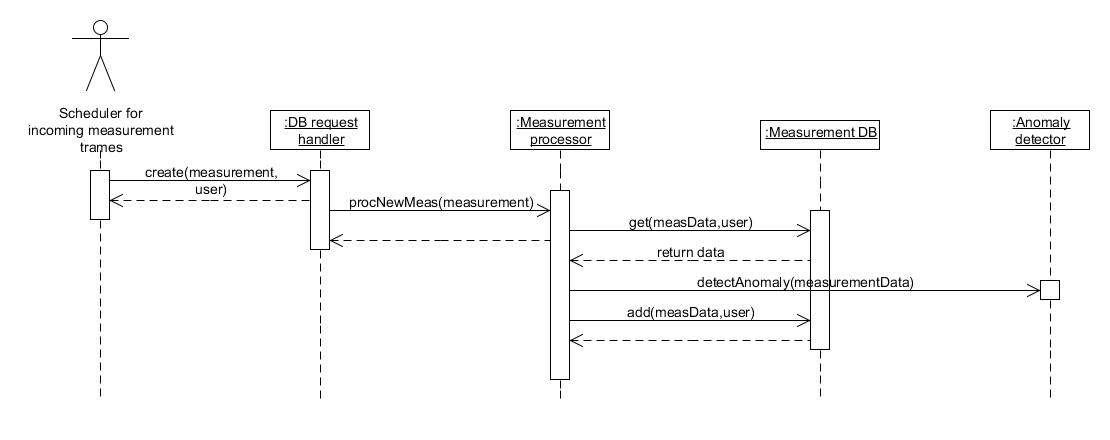 Scheduler for
incoming measurement
trames
:DB request
handler
:Measurement
processor
:Measurement DB
:Anomaly
detector
create(measurement,
user)
procNewMeas(measurement)
get(measData,user)
return data
detectAnomaly(measurementData)
add(measData,user)